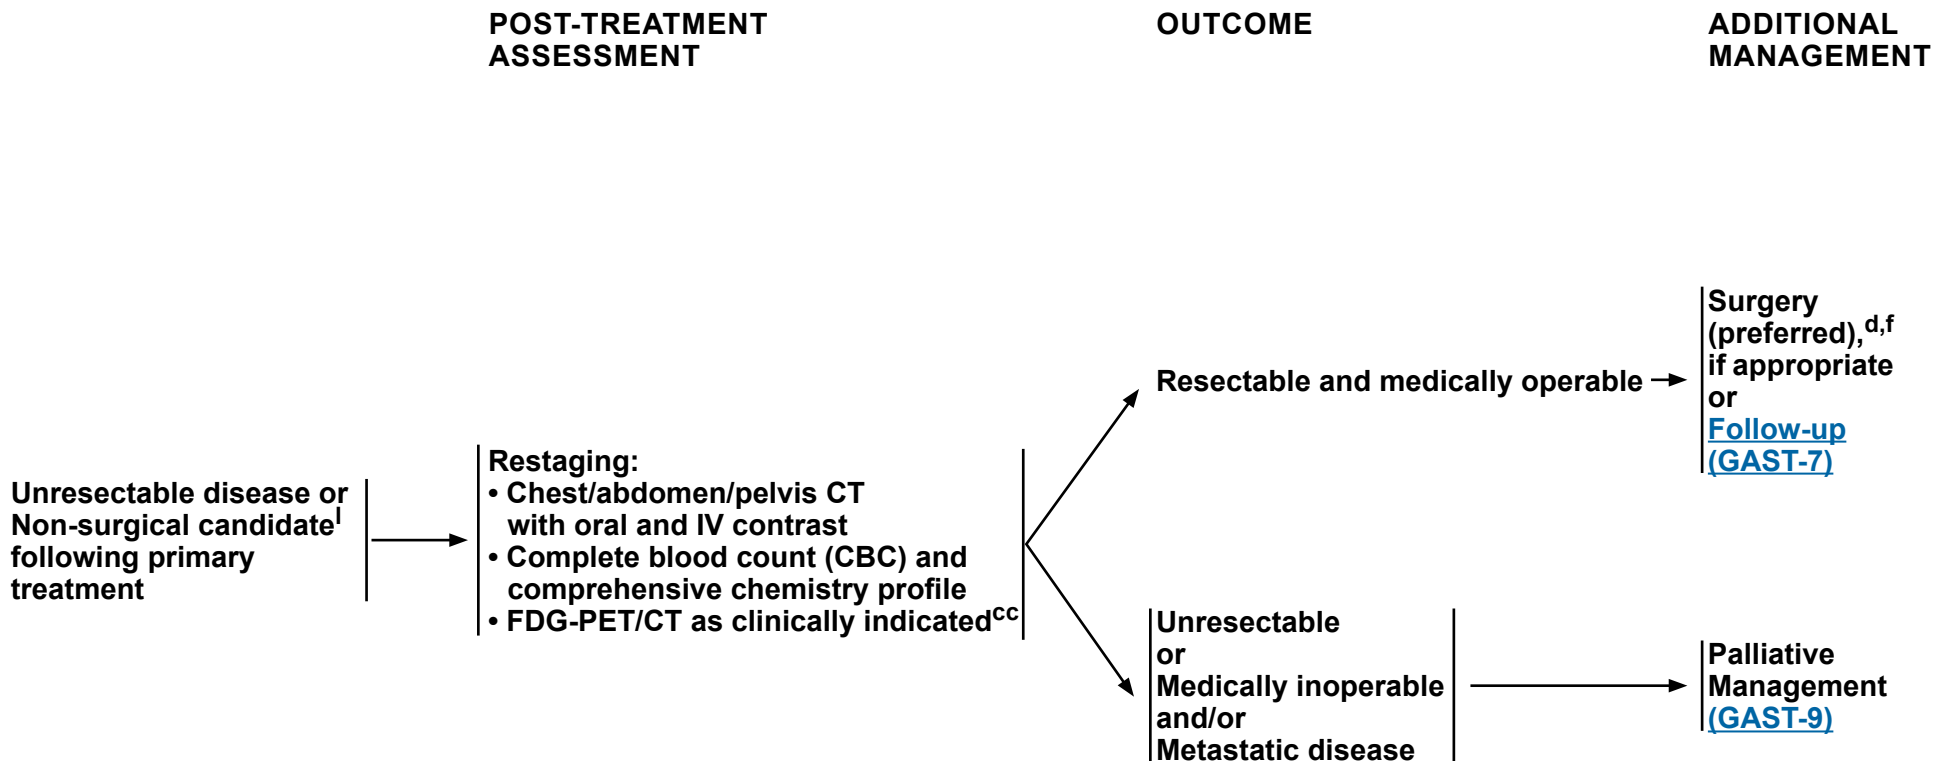 POST-TREATMENT
ASSESSMENT
OUTCOME
ADDITIONAL
MANAGEMENT
Unresectable disease or
Non-surgical candidateˡ
following primary
treatment
Restaging:
• Chest/abdomen/pelvis CT
with oral and IV contrast
• Complete blood count (CBC) and
comprehensive chemistry profile
• FDG-PET/CT as clinically indicatedᶜᶜ
Resectable and medically operable
Surgery
(preferred),ᵈ,ᶠ
if appropriate
or
Follow-up
(GAST-7)
Unresectable
or
Medically inoperable
and/or
Metastatic disease
Palliative
Management
(GAST-9)